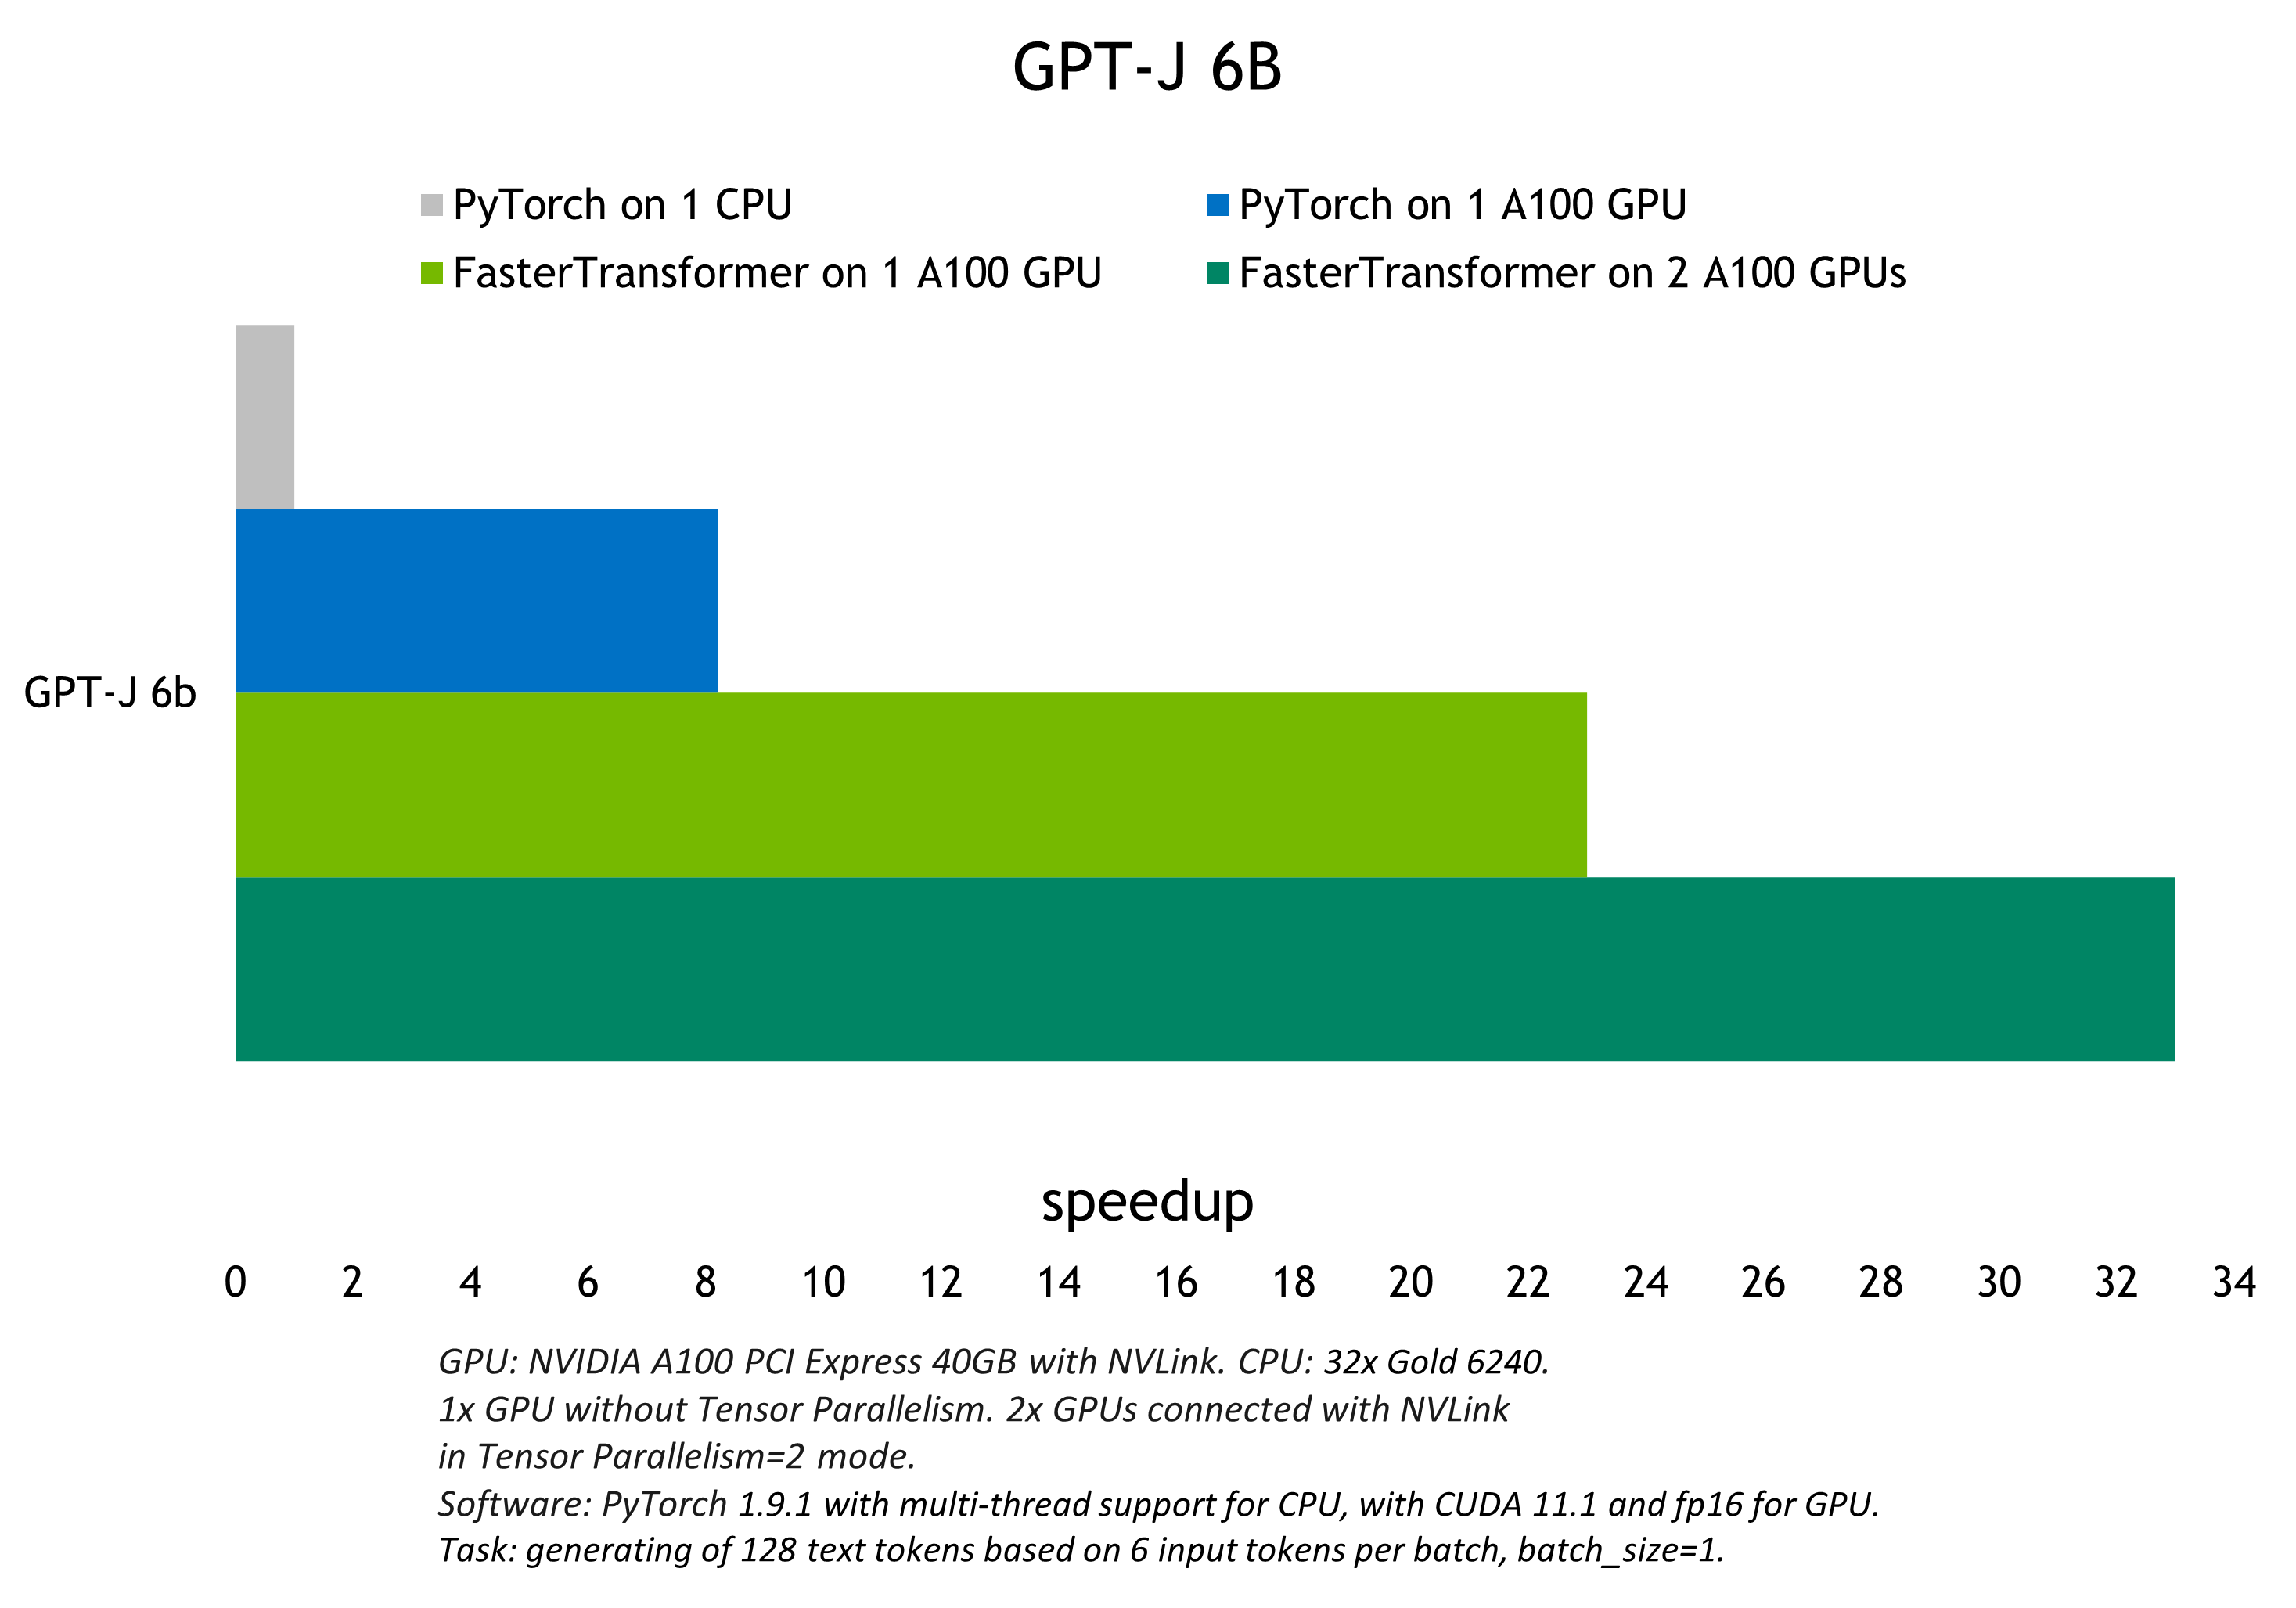 GPT-J 6B
PyTorch on 1 CPU
PyTorch on 1 A100 GPU
FasterTransformer on 1 A100 GPU
FasterTransformer on 2 A100 GPUs
GPT-J 6b
speedup
0 2 4 6 8 10 12 14 16 18 20 22 24 26 28 30 32 34
GPU: NVIDIA A100 PCI Express 40GB with NVLink. CPU: 32x Gold 6240.
1x GPU without Tensor Parallelism. 2x GPUs connected with NVLink
in Tensor Parallelism=2 mode.
Software: PyTorch 1.9.1 with multi-thread support for CPU, with CUDA 11.1 and fp16 for GPU.
Task: generating of 128 text tokens based on 6 input tokens per batch, batch_size=1.